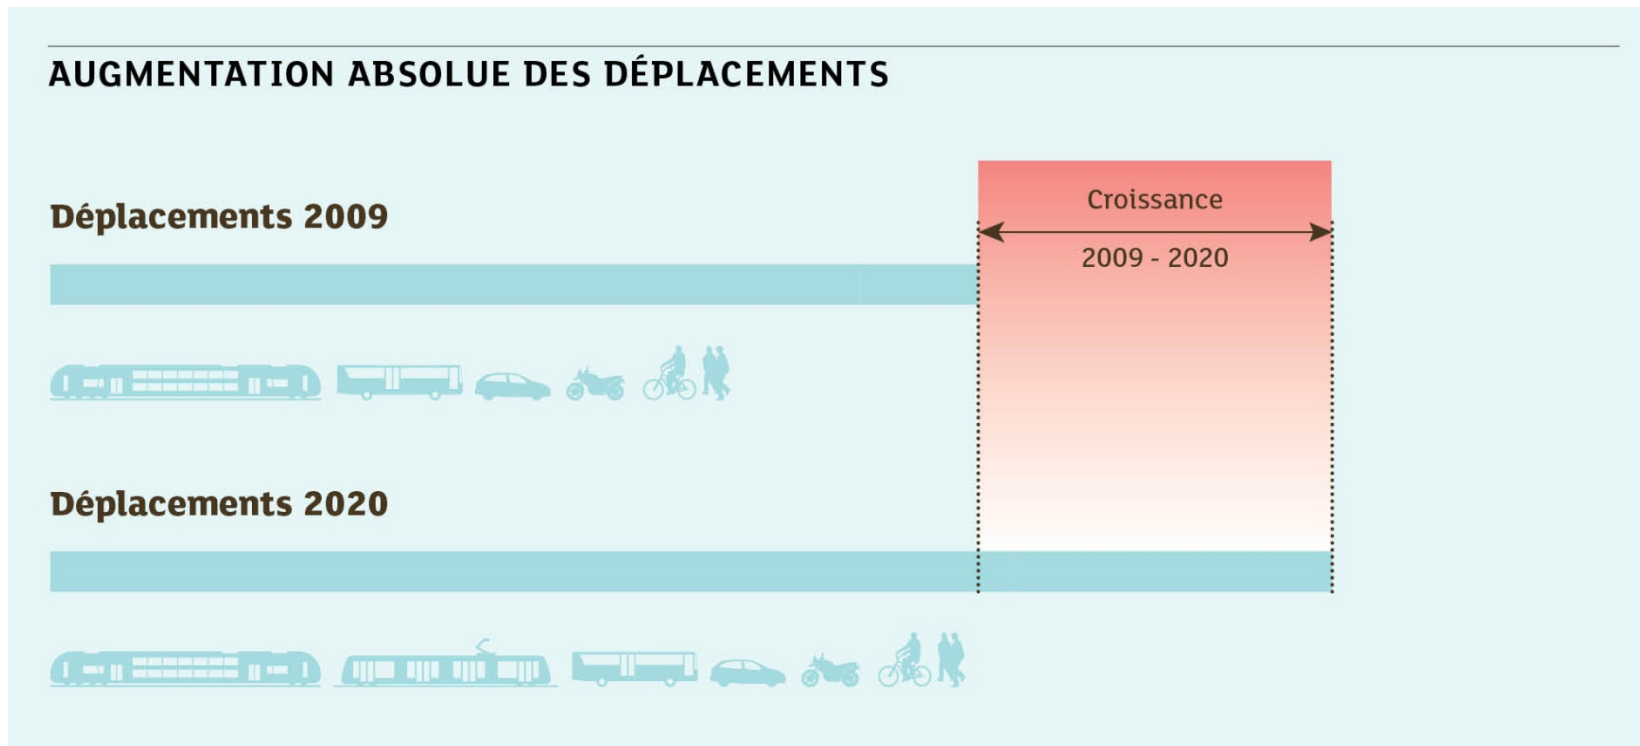 AUGMENTATION ABSOLUE DES DÉPLACEMENTS
Déplacements 2009
Croissance
2009 - 2020
Déplacements 2020